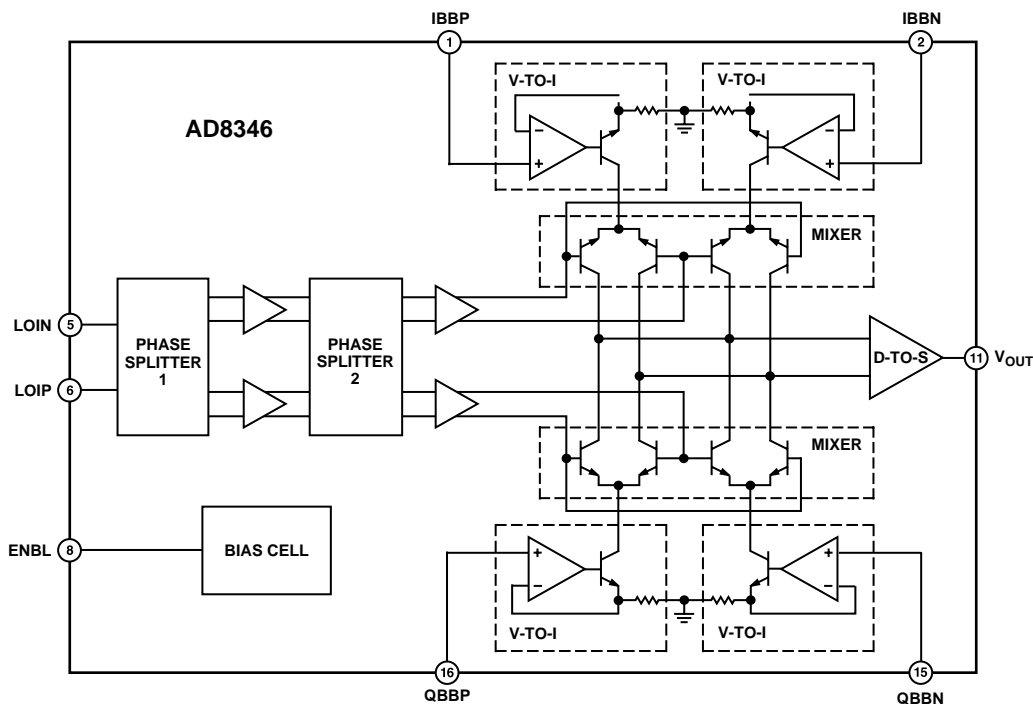 IBBP
IBBN
1
2
V-TO-I
V-TO-I
AD8346
−
+
−
+
MIXER
LOIN
5
PHASE
SPLITTER
1
PHASE
SPLITTER
2
D-TO-S
11
VOUT
LOIP
6
MIXER
ENBL
8
BIAS CELL
+
−
+
−
V-TO-I
V-TO-I
16
15
QBBP
QBBN